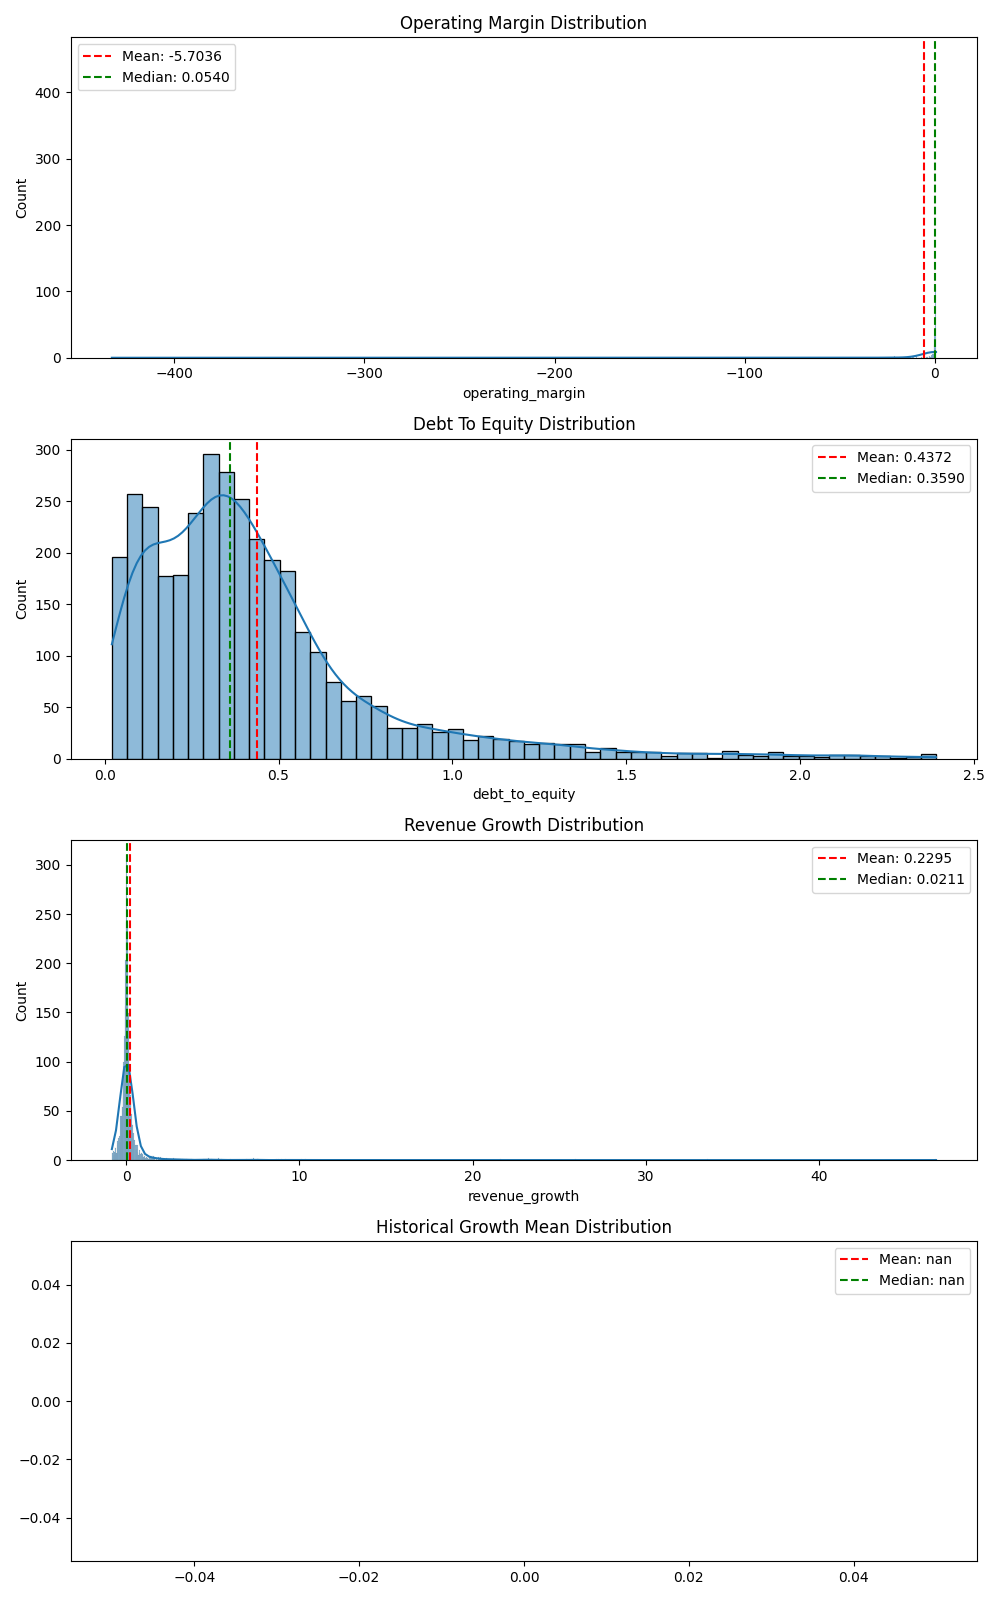 Operating Margin Distribution
Mean: -5.7036
Median: 0.0540
400
300
200
100
0
Count
−400
−300
−200
−100
0
operating_margin
Debt To Equity Distribution
Mean: 0.4372
Median: 0.3590
300
250
200
150
100
50
0
Count
0.0
0.5
1.0
1.5
2.0
2.5
debt_to_equity
Revenue Growth Distribution
Mean: 0.2295
Median: 0.0211
300
250
200
150
100
50
0
Count
0
10
20
30
40
revenue_growth
Historical Growth Mean Distribution
Mean: nan
Median: nan
0.04
0.02
0.00
−0.02
−0.04
−0.04
−0.02
0.00
0.02
0.04